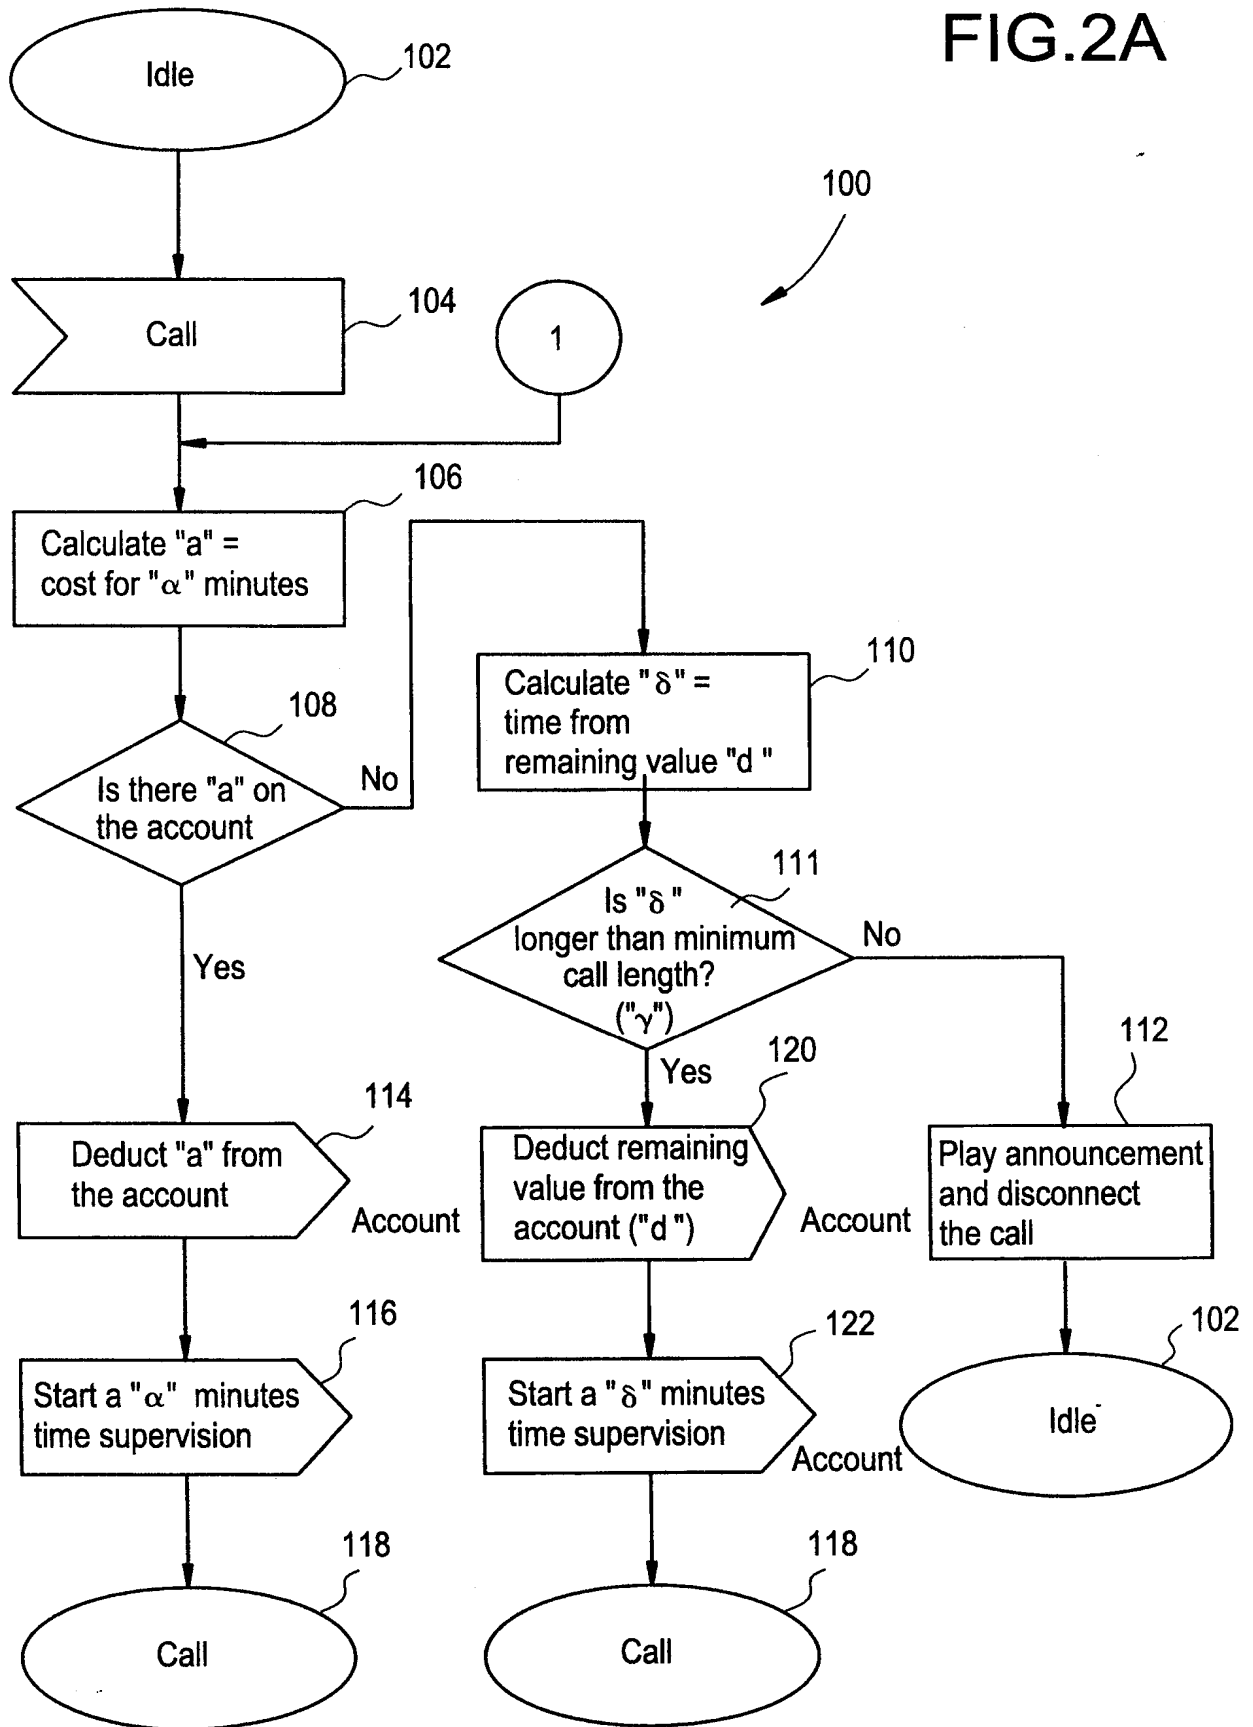 FIG.2A
Idle
102
100
Call
104
1
106
Calculate "a" =
cost for "α" minutes
110
Calculate "δ" =
time from
remaining value "d "
108
Is there "a" on
the account
No
Yes
111
Is "δ"
longer than minimum
call length?
("γ")
No
Yes
114
Deduct "a" from
the account
Account
120
Deduct remaining
value from the
account ("d ")
Account
112
Play announcement
and disconnect
the call
116
Start a "α" minutes
time supervision
122
Start a "δ" minutes
time supervision
Account
102
Idle
118
Call
118
Call